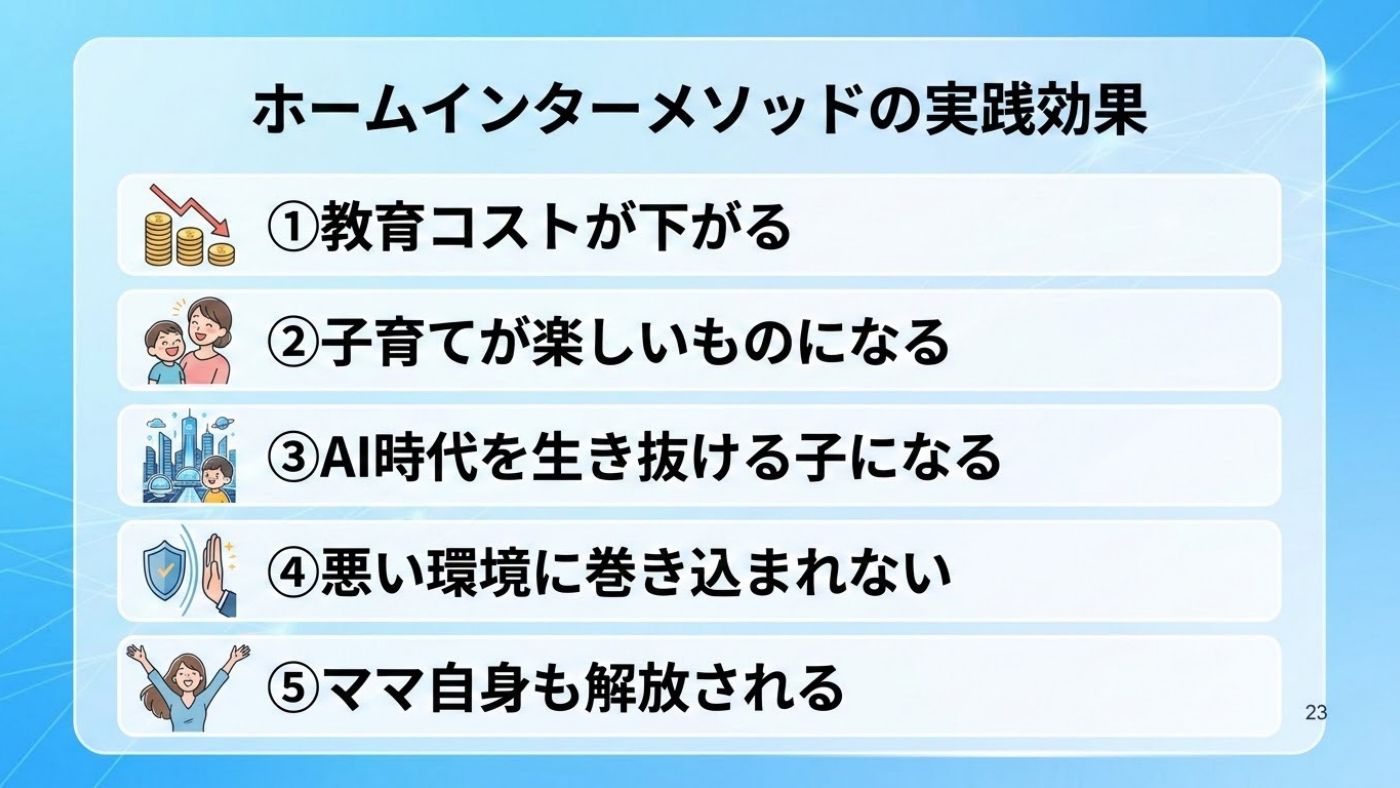 ホームインターメソッドの実践効果
①教育コストが下がる
②子育てが楽しいものになる
③AI時代を生き抜ける子になる
④悪い環境に巻き込まれない
⑤ママ自身も解放される
23